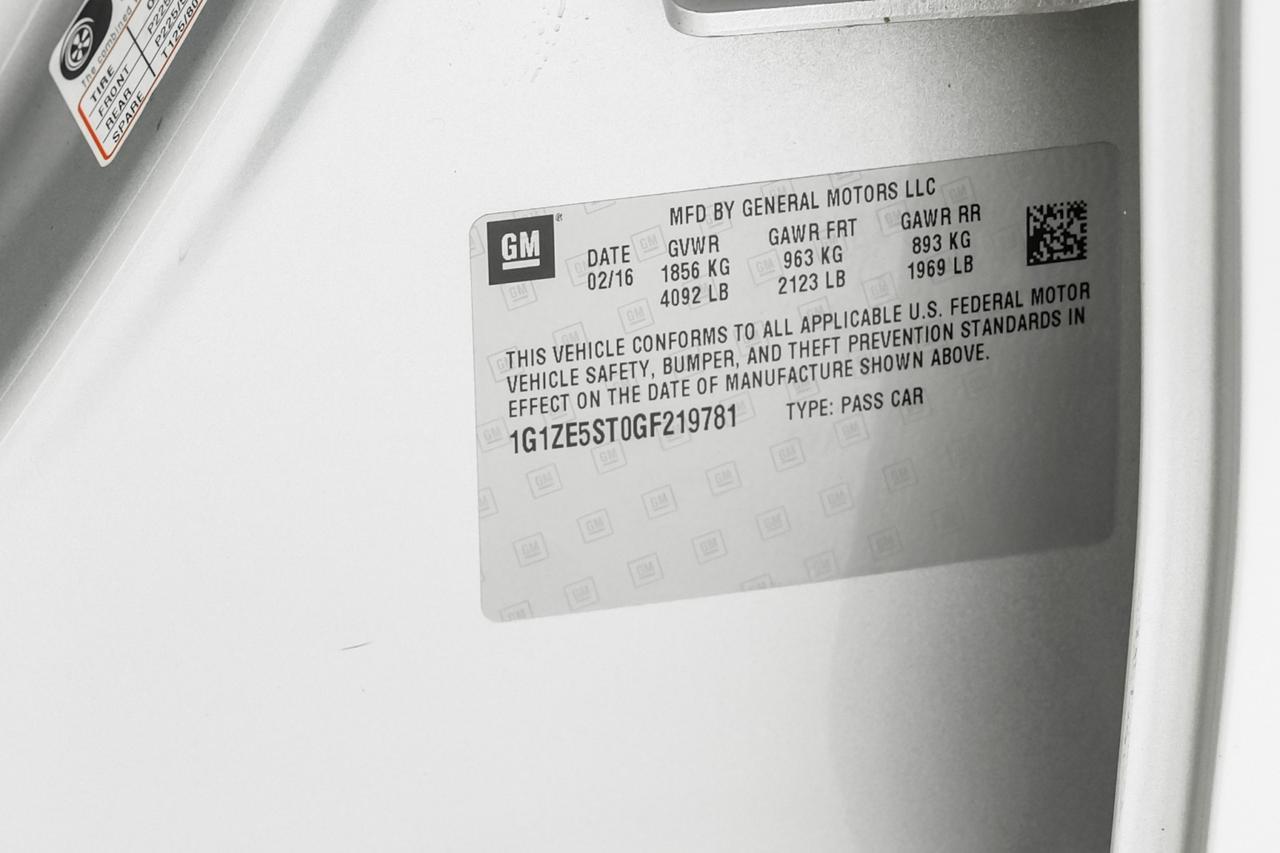 The combined
TIRE
FRONT
REAR
SPARE
GM
MFD BY GENERAL MOTORS LLC
DATE GVWR GAWR FRT GAWR RR
02/16 1856 KG 963 KG 893 KG
4092 LB 2123 LB 1969 LB
THIS VEHICLE CONFORMS TO ALL APPLICABLE U.S. FEDERAL MOTOR
VEHICLE SAFETY, BUMPER, AND THEFT PREVENTION STANDARDS IN
EFFECT ON THE DATE OF MANUFACTURE SHOWN ABOVE.
1G1ZE5ST0GF219781 TYPE: PASS CAR